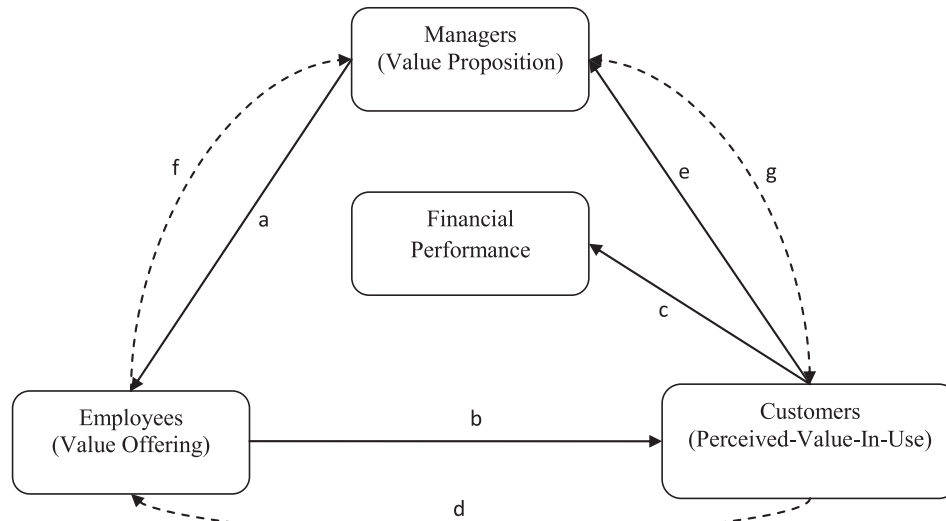 Managers
(Value Proposition)
f
e
g
a
Financial
Performance
c
Employees
(Value Offering)
b
Customers
(Perceived-Value-In-Use)
d